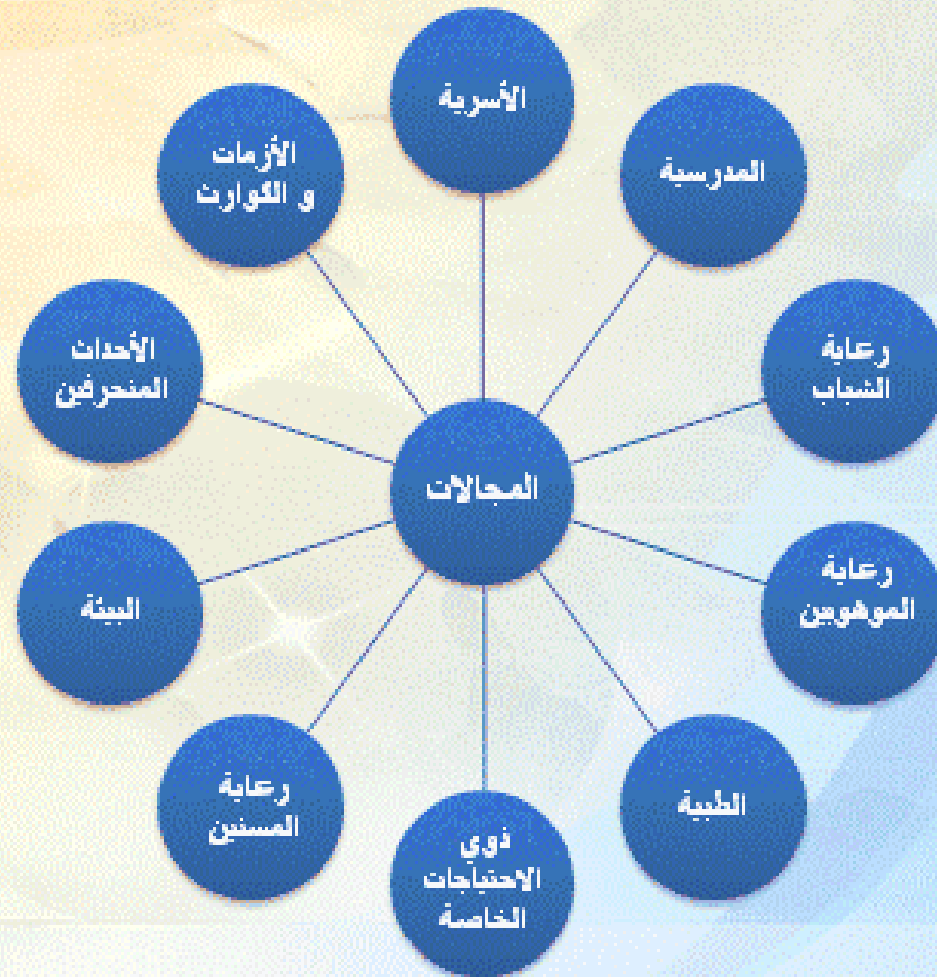 الأسرية
المدرسية
رعاية
الشباب
رعاية
الموهوبين
الطبية
ذوي
الاحتياجات
الخاصة
رعاية
المسنين
البيئة
الأحداث
المنحرفين
الأزمات
و الكوارث
المجالات